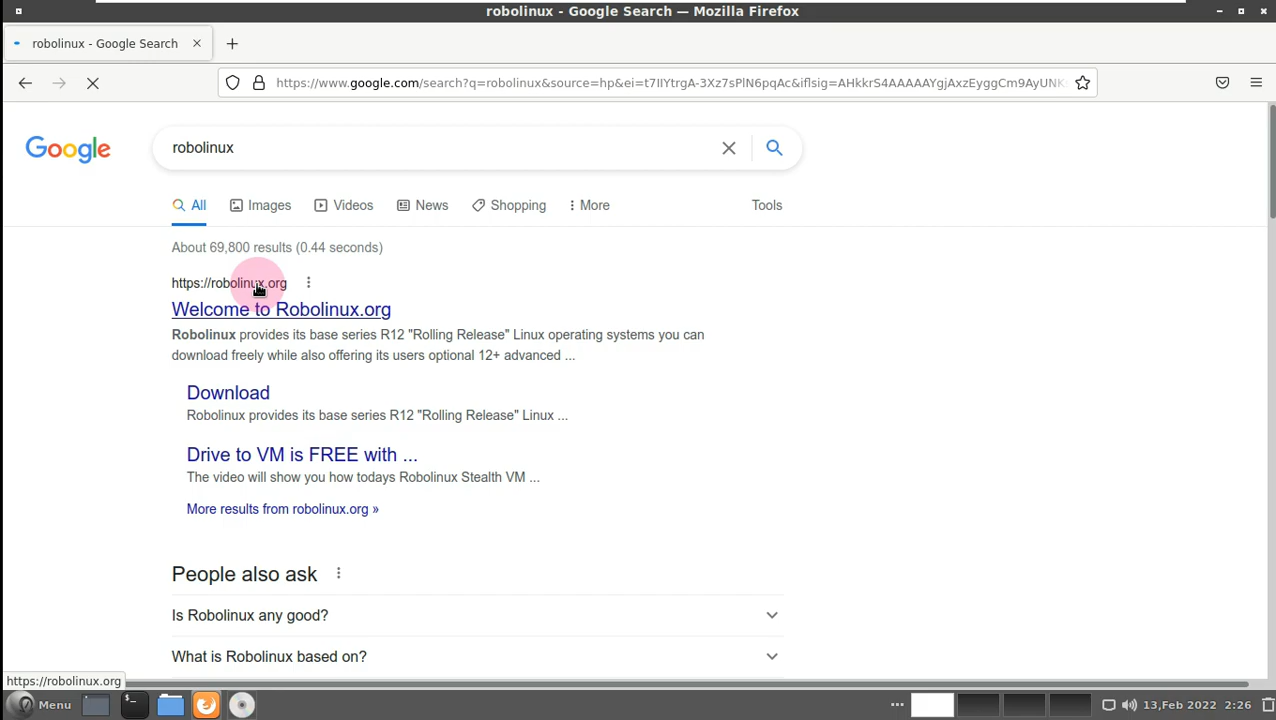 robolinux - Google Search — Mozilla Firefox
robolinux - Google Search
https://www.google.com/search?q=robolinux&source=hp&ei=t7IIYtrgA-3Xz7sPlN6pqAc&iflsig=AHkkrS4AAAAAYgjAxzEyggCm9AyUNK
Google
robolinux
All Images Videos News Shopping More Tools
About 69,800 results (0.44 seconds)
https://robolinux.org
Welcome to Robolinux.org
Robolinux provides its base series R12 "Rolling Release" Linux operating systems you can
download freely while also offering its users optional 12+ advanced ...
Download
Robolinux provides its base series R12 "Rolling Release" Linux ...
Drive to VM is FREE with ...
The video will show you how todays Robolinux Stealth VM ...
More results from robolinux.org »
People also ask
Is Robolinux any good?
What is Robolinux based on?
https://robolinux.org
Menu 13,Feb 2022 2:26